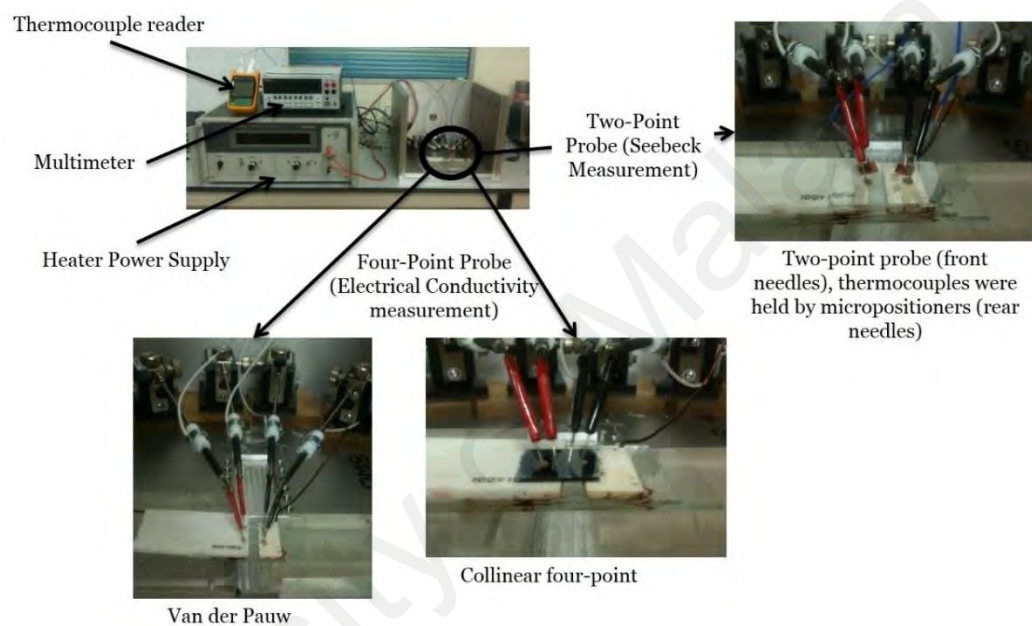 Thermocouple reader
Multimeter
Heater Power Supply
Two-Point
Probe (Seebeck
Measurement)
Four-Point Probe
(Electrical Conductivity
measurement)
Two-point probe (front
needles), thermocouples were
held by micropositioners (rear
needles)
Collinear four-point
Van der Pauw